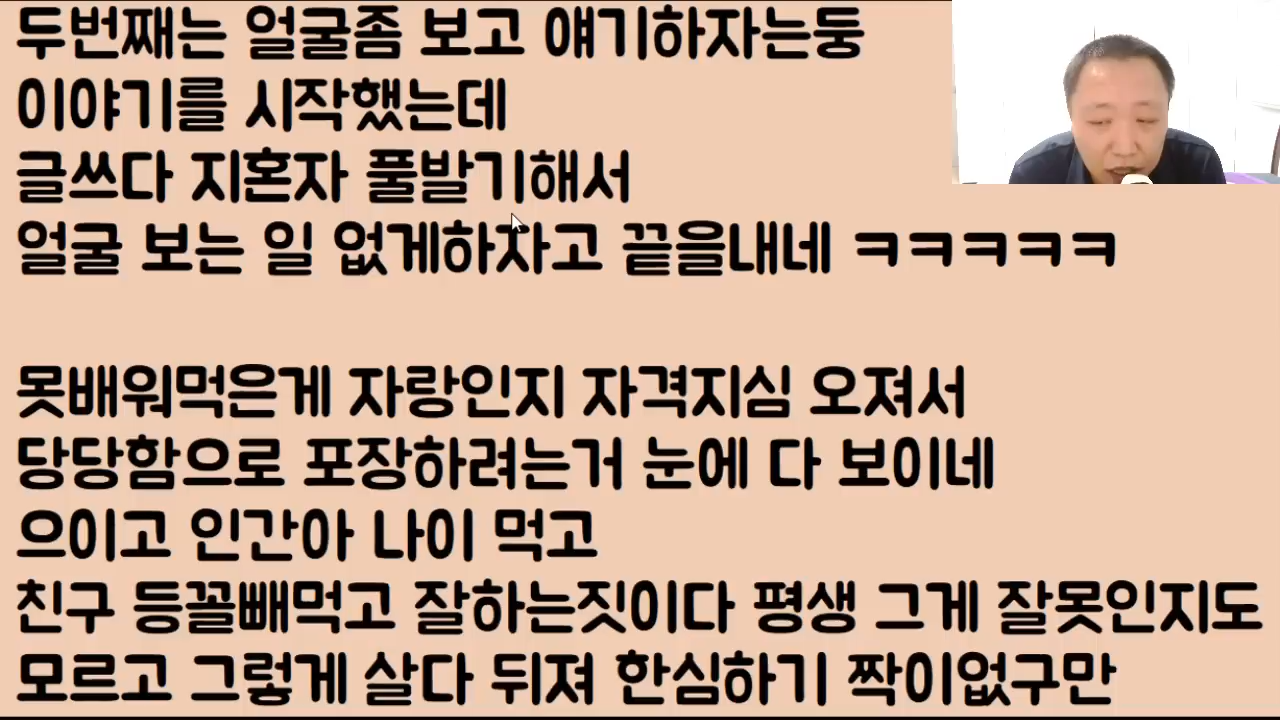 두번째는 얼굴좀 보고 얘기하자는둥
이야기를 시작했는데
글쓰다 지혼자 풀발기해서
얼굴 보는 일 없게하자고 끝을내네 ㅋㅋㅋㅋㅋ
못배워먹은게 자랑인지 자격지심 오져서
당당함으로 포장하려는거 눈에 다 보이네
으이고 인간아 나이 먹고
친구 등꼴빼먹고 잘하는짓이다 평생 그게 잘못인지도
모르고 그렇게 살다 뒤져 한심하기 짝이없구만